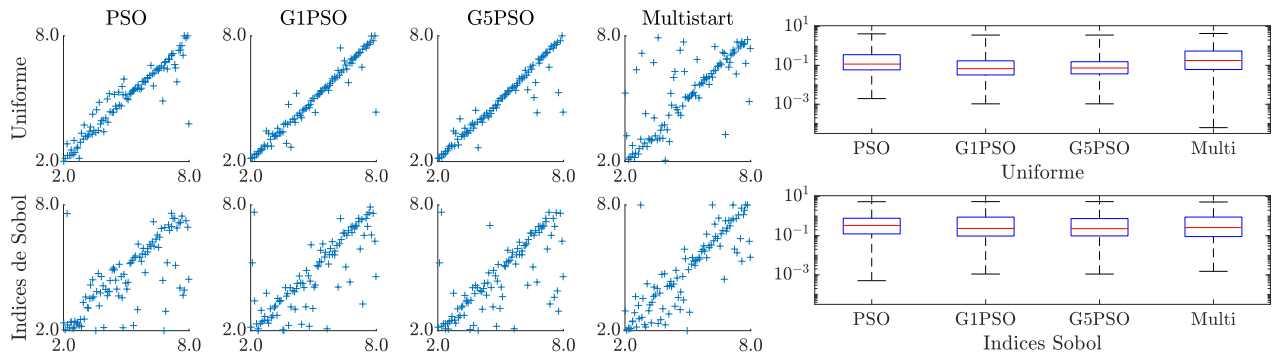 PSO G1PSO G5PSO Multistart
Uniforme
8.0 8.0 8.0 8.0
2.0 2.0 2.0 2.0
2.0 8.0 2.0 8.0 2.0 8.0 2.0 8.0
Indices de Sobol
8.0 8.0 8.0 8.0
2.0 2.0 2.0 2.0
2.0 8.0 2.0 8.0 2.0 8.0 2.0 8.0
10^1
10^-1
10^-3
PSO G1PSO G5PSO Multi
Uniforme
10^1
10^-1
10^-3
PSO G1PSO G5PSO Multi
Indices Sobol